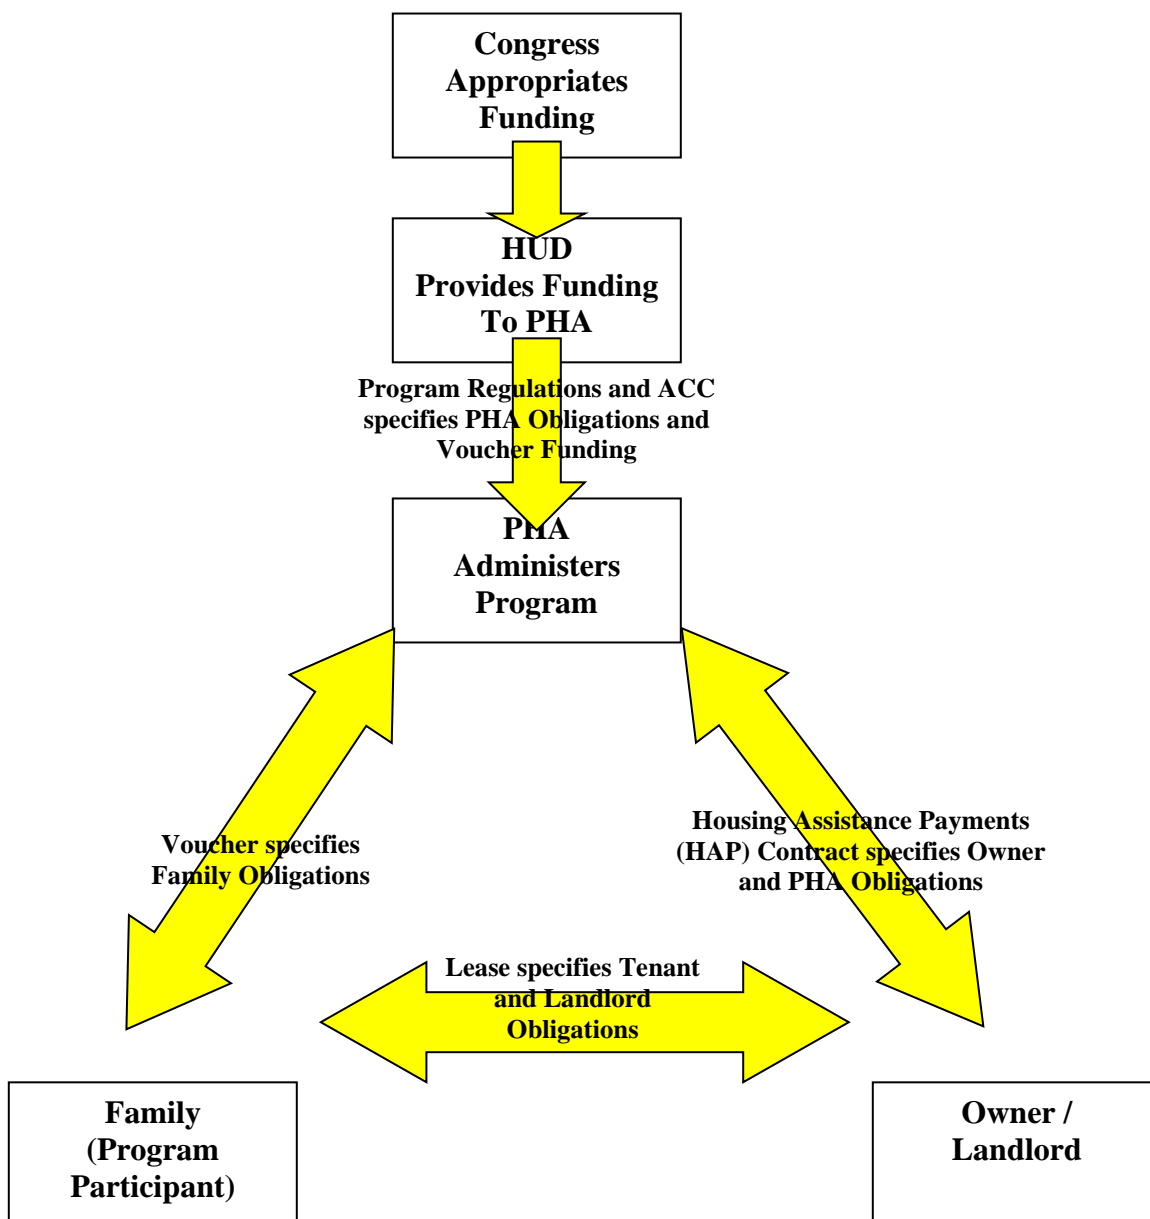 Congress
Appropriates
Funding
HUD
Provides Funding
To PHA
Program Regulations and ACC
specifies PHA Obligations and
Voucher Funding
PHA
Administers
Program
Voucher specifies
Family Obligations
Housing Assistance Payments
(HAP) Contract specifies Owner
and PHA Obligations
Lease specifies Tenant
and Landlord
Obligations
Family
(Program
Participant)
Owner /
Landlord